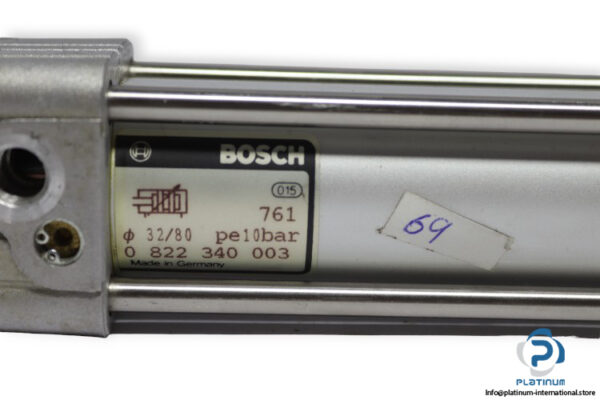 BOSCH
015
761
ø 32/80 pe10bar
0 822 340 003
Made in Germany
69
PLATINUM
Info@platinum-international.store